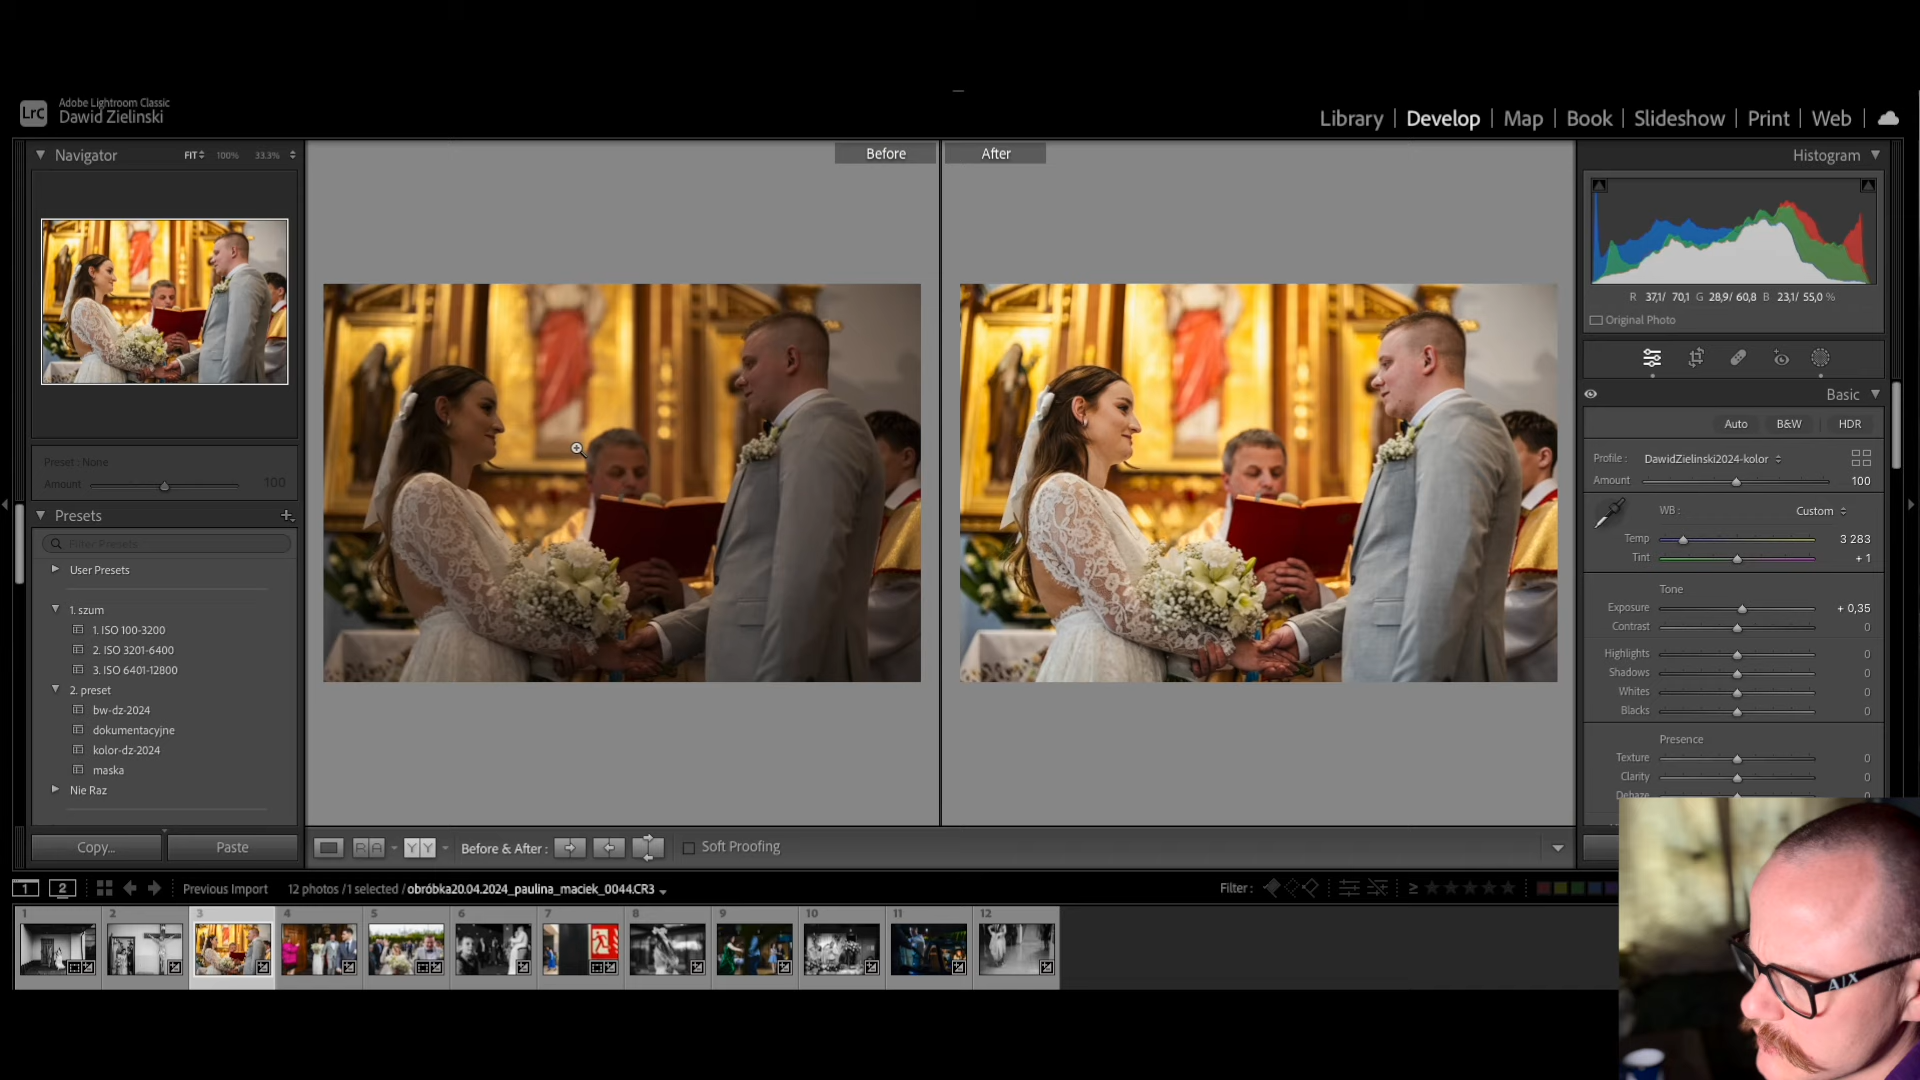 LrC
Adobe Lightroom Classic
Dawid Zielinski
Library | Develop | Map | Book | Slideshow | Print | Web
Navigator FIT 100% 33.3%
Before
After
Histogram
R 37,1/ 70,1 G 28,9/ 60,8 B 23,1/ 55,0 %
Original Photo
Basic
Auto B&W HDR
Profile : DawidZielinski2024-kolor
Amount 100
WB : Custom
Temp 3 283
Tint + 1
Tone
Exposure + 0,35
Contrast 0
Highlights 0
Shadows 0
Whites 0
Blacks 0
Presence
Texture 0
Clarity 0
Dehaze
Preset : None
Amount 100
Presets
Filter Presets
User Presets
1. szum
1. ISO 100-3200
2. ISO 3201-6400
3. ISO 6401-12800
2. preset
bw-dz-2024
dokumentacyjne
kolor-dz-2024
maska
Nie Raz
Copy... Paste
R A Y Y Before & After : Soft Proofing
1 2 Previous Import 12 photos / 1 selected / obróbka20.04.2024_paulina_maciek_0044.CR3 Filter : ≥
1 2 3 4 5 6 7 8 9 10 11 12
A|X